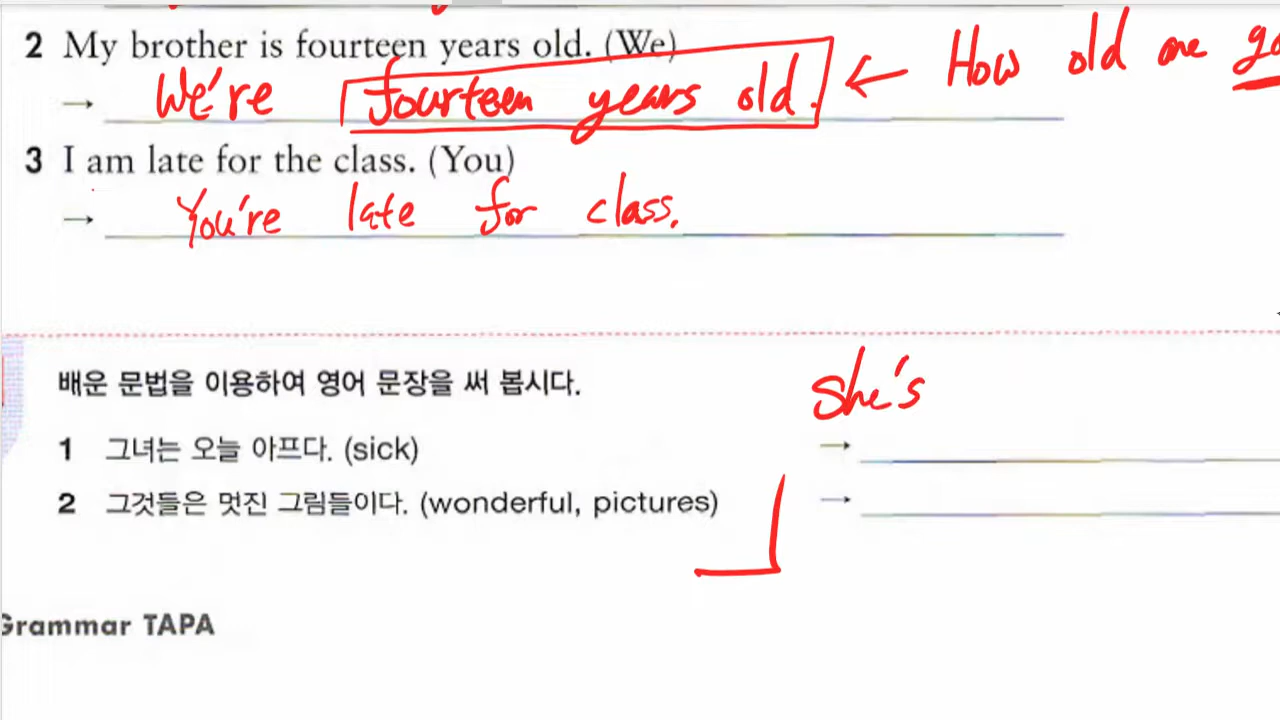 2 My brother is fourteen years old. (We)
→ We're fourteen years old. ← How old are
3 I am late for the class. (You)
→ You're late for class.
배운 문법을 이용하여 영어 문장을 써 봅시다.
She's
1 그녀는 오늘 아프다. (sick) →
2 그것들은 멋진 그림들이다. (wonderful, pictures) →
Grammar TAPA